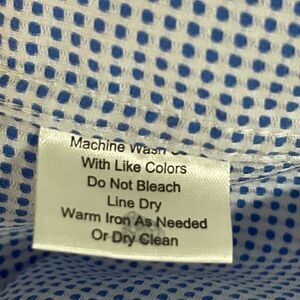 Machine Wash
With Like Colors
Do Not Bleach
Line Dry
Warm Iron As Needed
Or Dry Clean